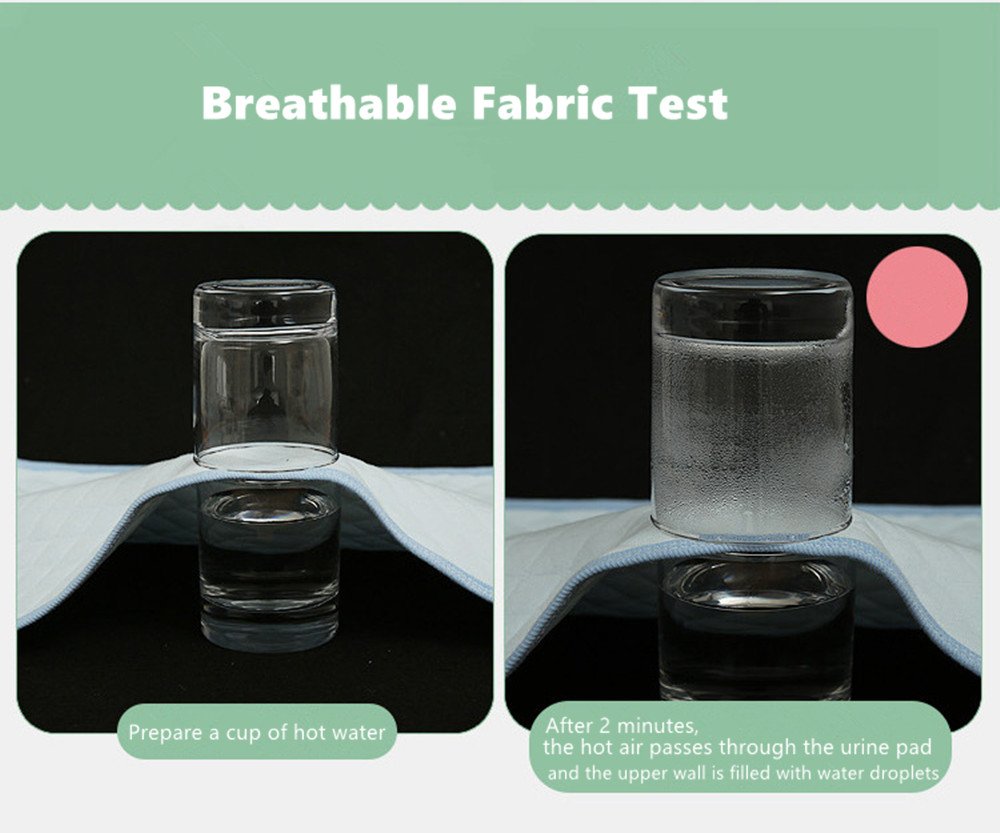 Breathable Fabric Test
Prepare a cup of hot water
After 2 minutes,
the hot air passes through the urine pad
and the upper wall is filled with water droplets